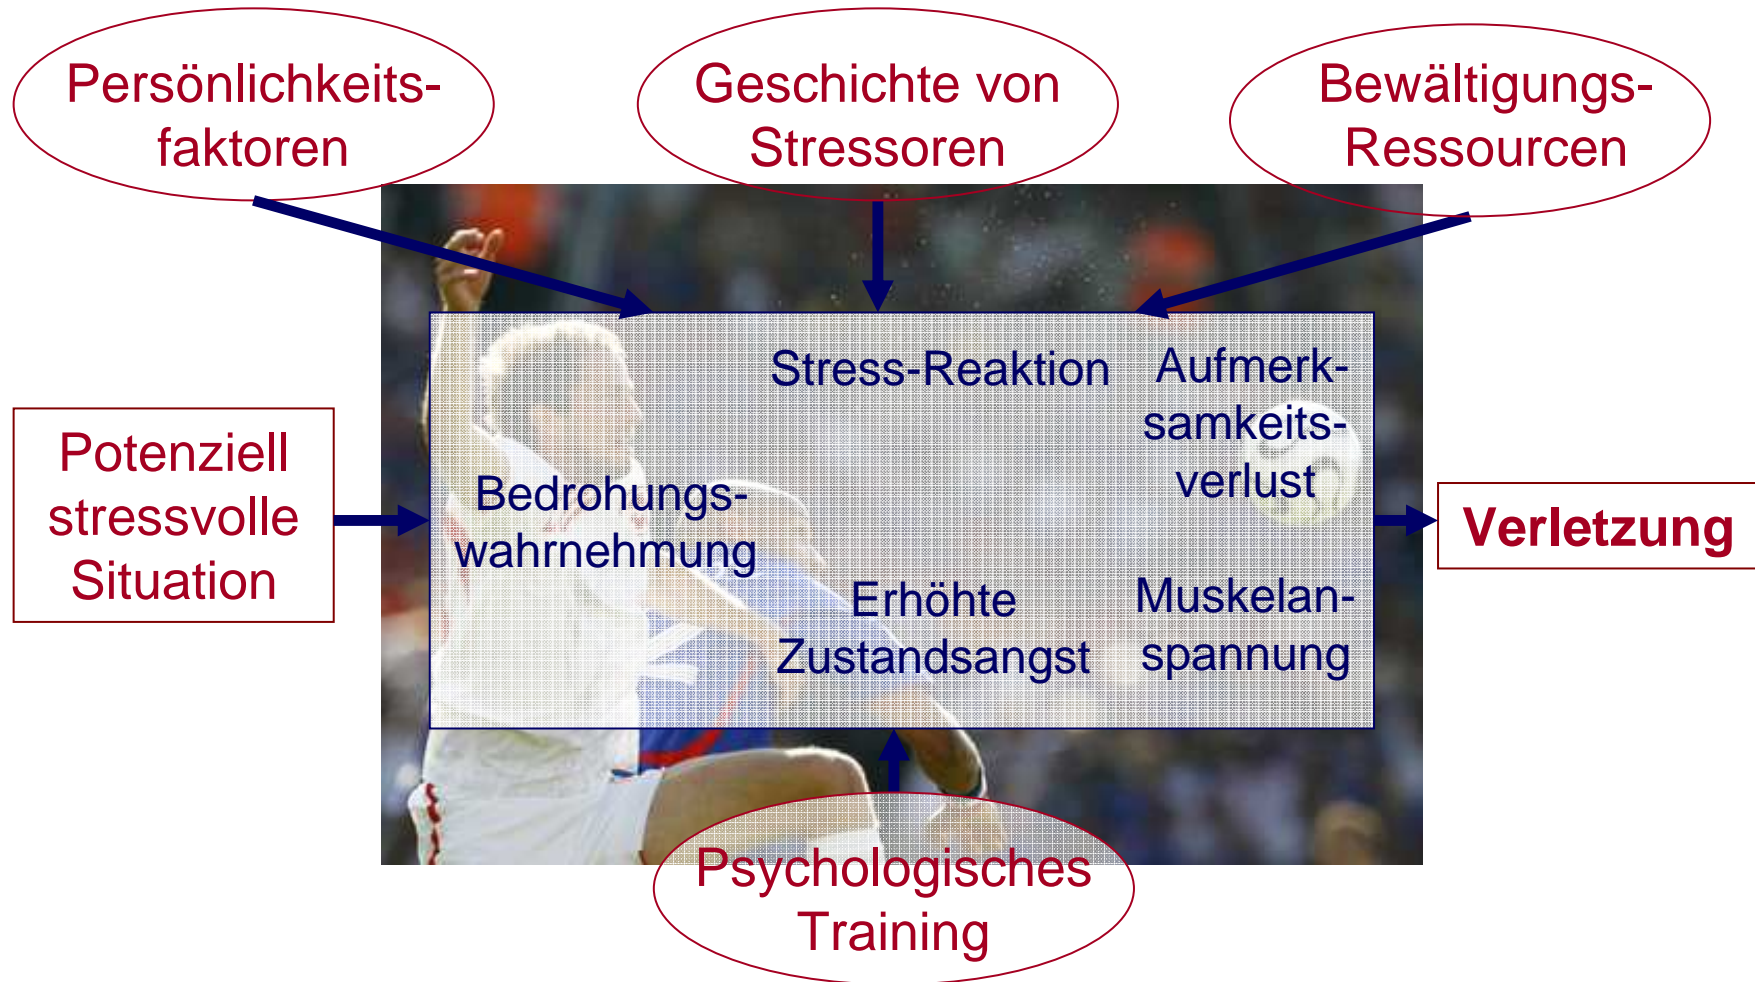 Persönlichkeits-
faktoren
Geschichte von
Stressoren
Bewältigungs-
Ressourcen
Potenziell
stressvolle
Situation
Bedrohungs-
wahrnehmung
Stress-Reaktion
Erhöhte
Zustandsangst
Aufmerk-
samkeits-
verlust
Muskelan-
spannung
Verletzung
Psychologisches
Training